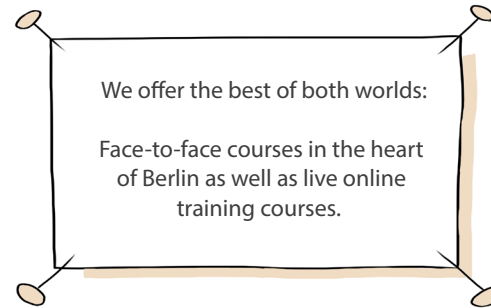 We offer the best of both worlds:
Face-to-face courses in the heart
of Berlin as well as live online
training courses.